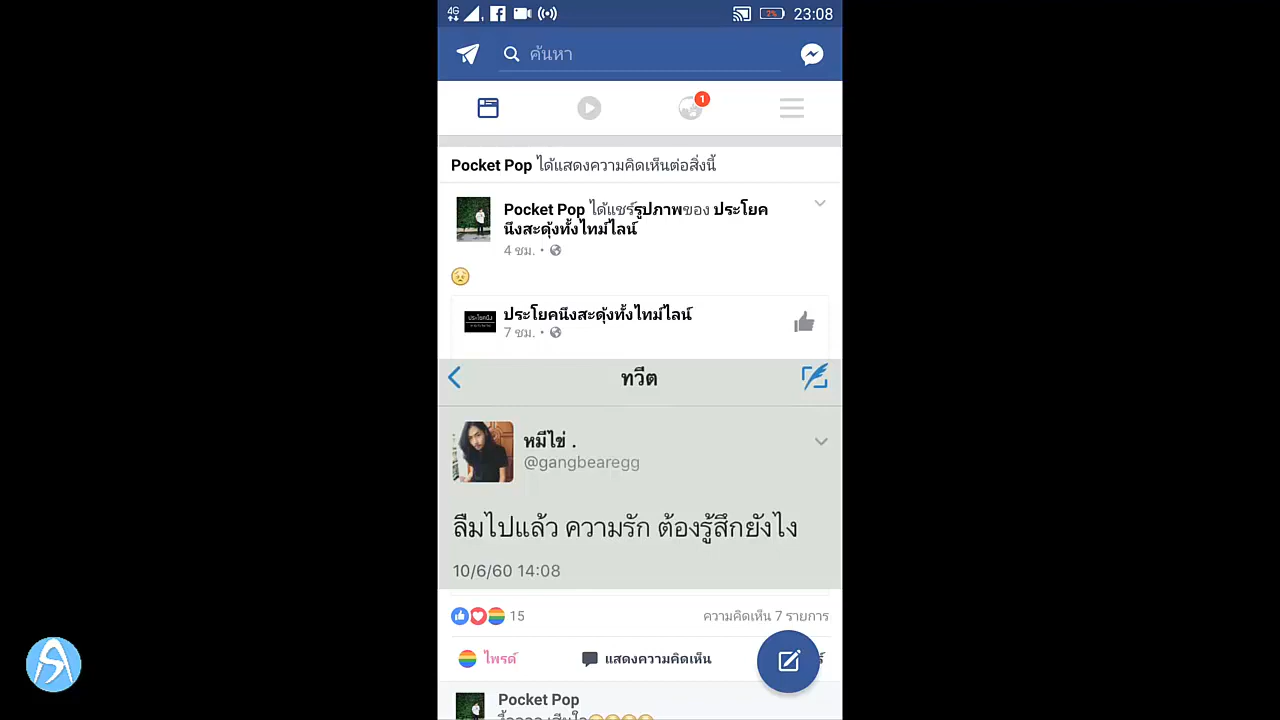 4G 2% 23:08
ค้นหา
1
Pocket Pop ได้แสดงความคิดเห็นต่อสิ่งนี้
Pocket Pop ได้แชร์รูปภาพของ ประโยค
นึงสะดุ้งทั้งไทม์ไลน์
4 ชม. •
ประโยคนึงสะดุ้งทั้งไทม์ไลน์
7 ชม. •
ทวีต
หมีไข่ .
@gangbearegg
ลืมไปแล้ว ความรัก ต้องรู้สึกยังไง
10/6/60 14:08
15 ความคิดเห็น 7 รายการ
ไพรด์ แสดงความคิดเห็น
Pocket Pop